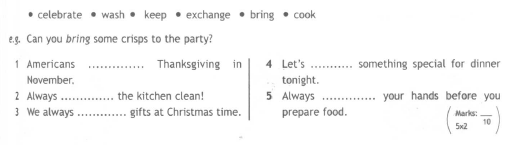 • celebrate • wash • keep • exchange • bring • cook
e.g. Can you bring some crisps to the party?
1 Americans .............. Thanksgiving in
November.
2 Always .............. the kitchen clean!
3 We always ............. gifts at Christmas time.
4 Let's ........... something special for dinner
tonight.
5 Always .............. your hands before you
prepare food.
Marks: __
5x2 10